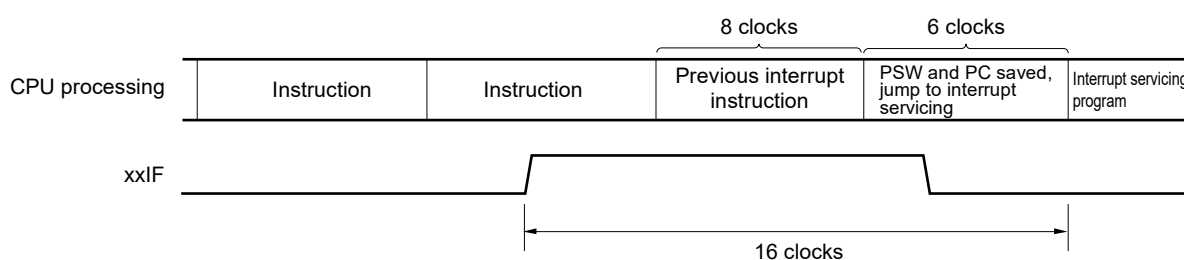 8 clocks
6 clocks
CPU processing
Instruction
Instruction
Previous interrupt
instruction
PSW and PC saved,
jump to interrupt
servicing
Interrupt servicing
program
xxIF
16 clocks